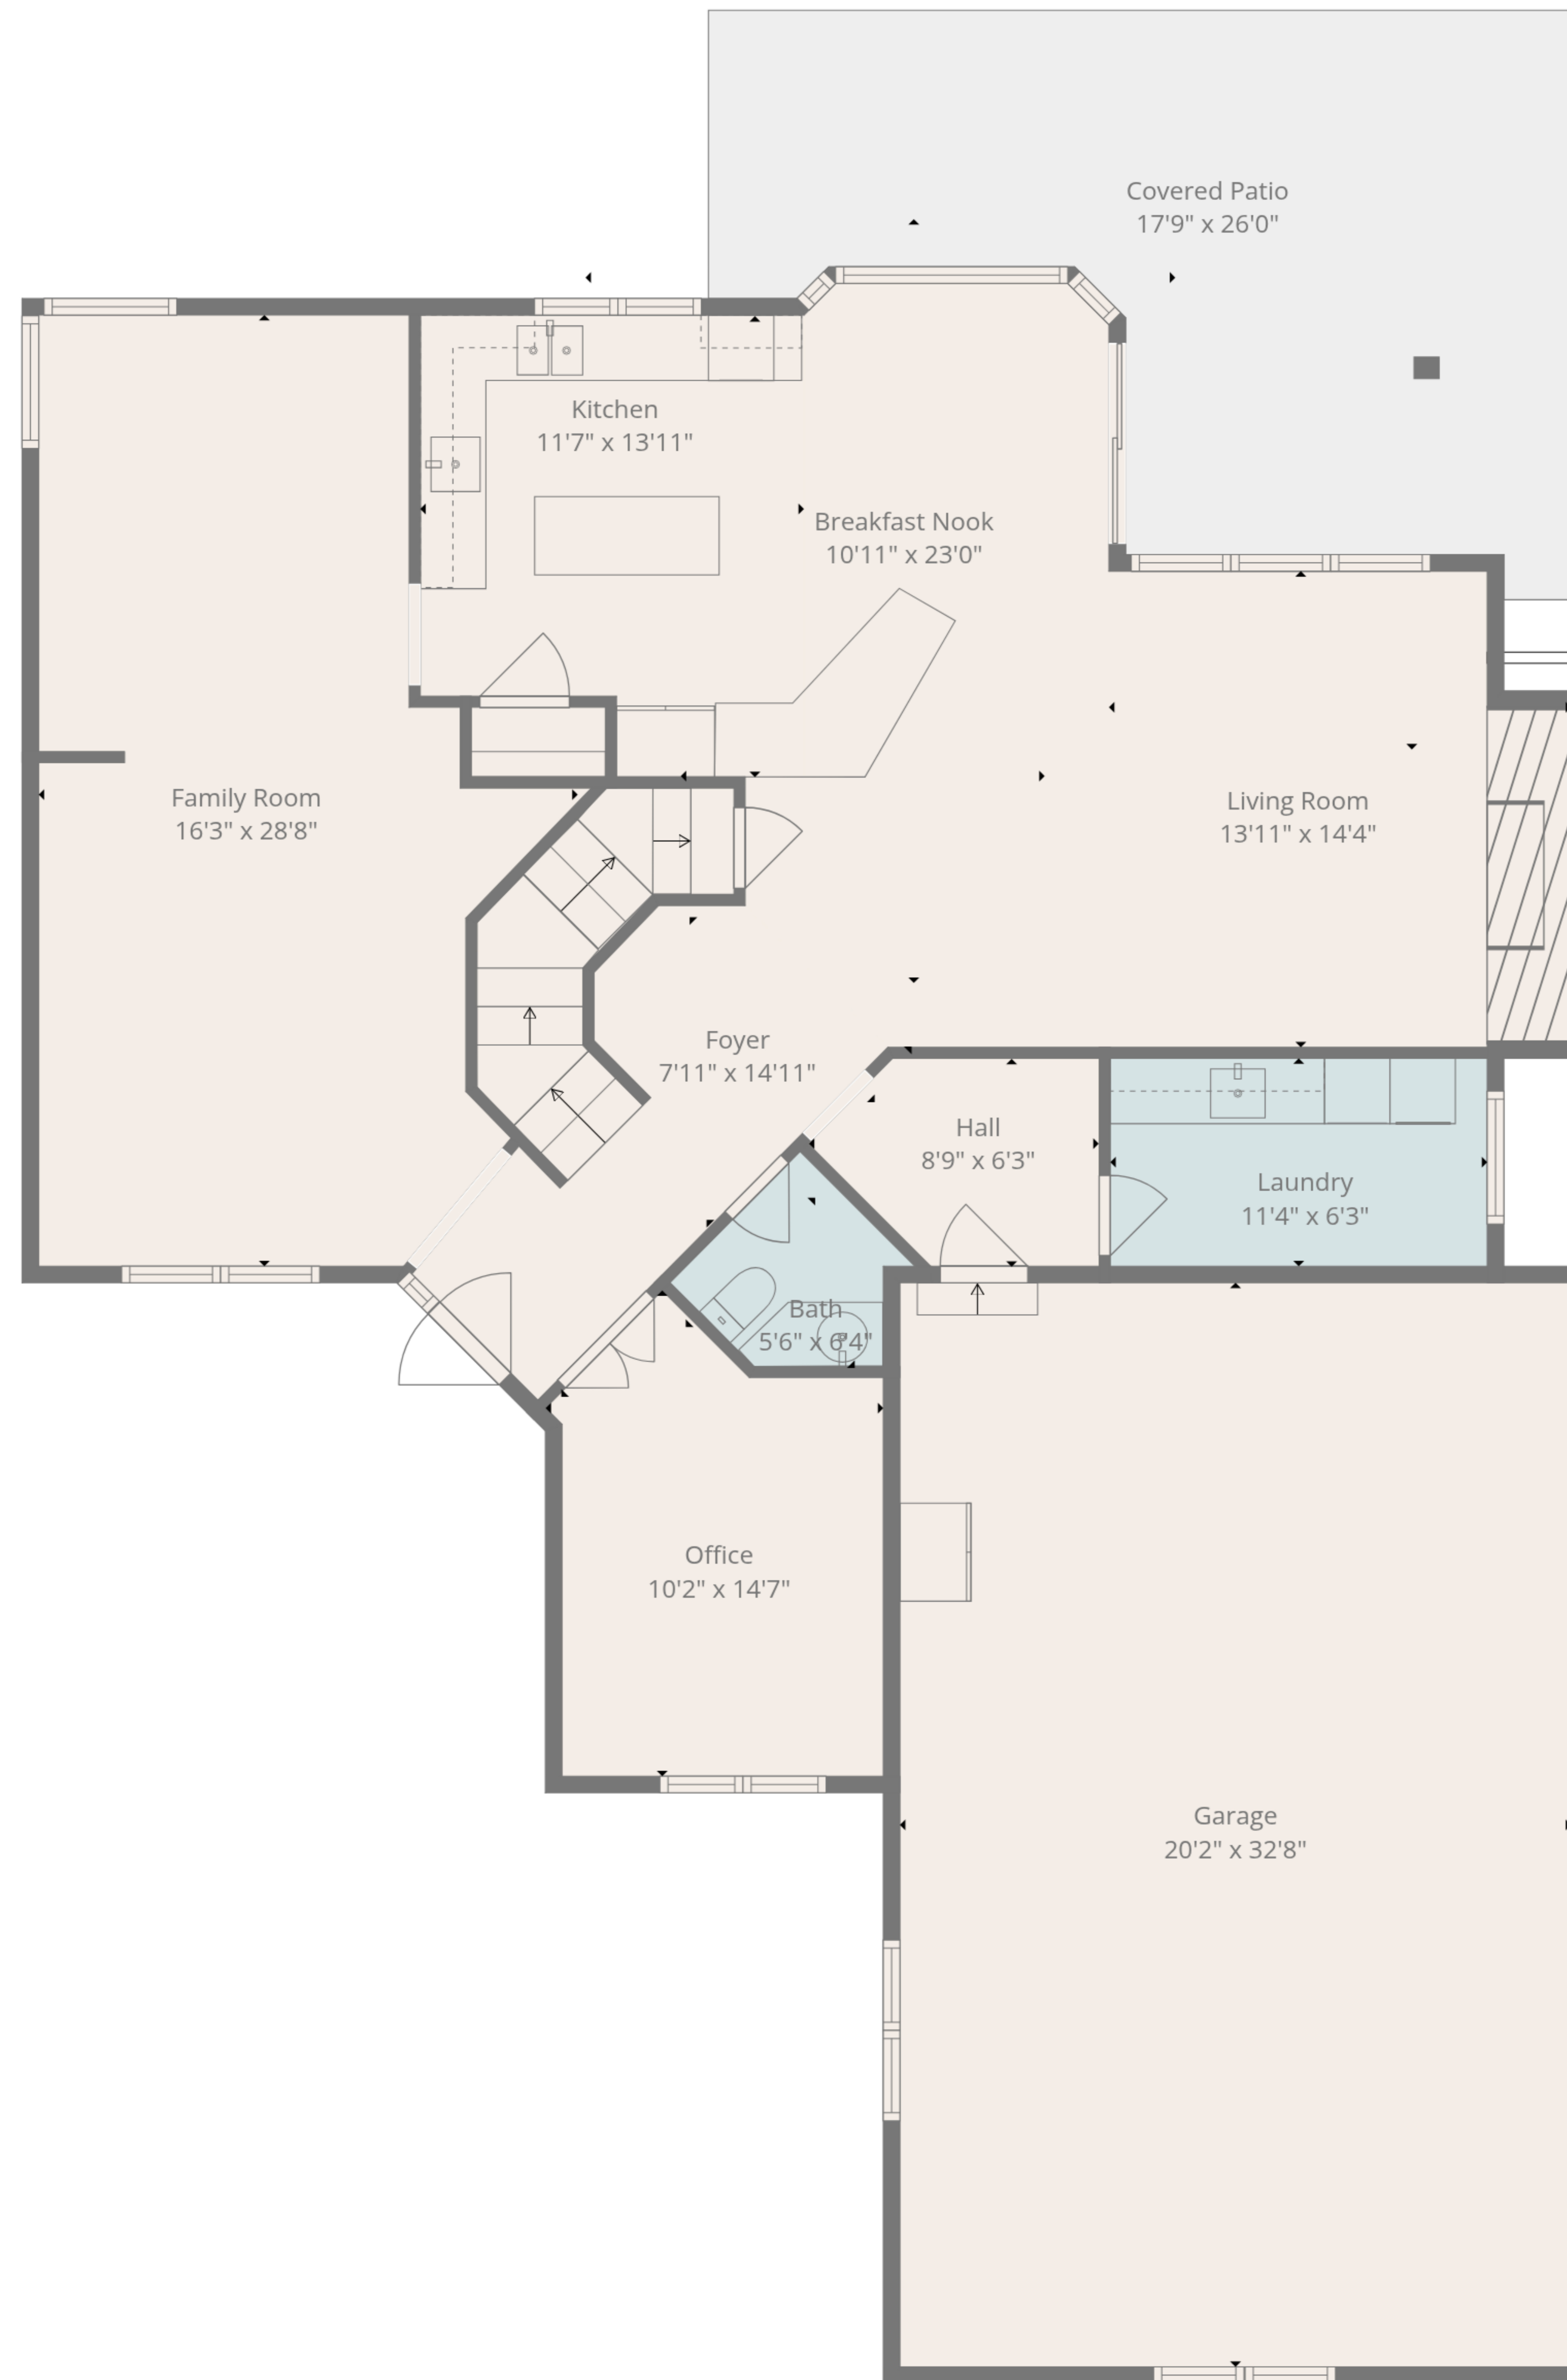 Covered Patio
17'9" x 26'0"
Kitchen
11'7" x 13'11"
Breakfast Nook
10'11" x 23'0"
Family Room
16'3" x 28'8"
Living Room
13'11" x 14'4"
Foyer
7'11" x 14'11"
Hall
8'9" x 6'3"
Laundry
11'4" x 6'3"
Bath
5'6" x 6'4"
Office
10'2" x 14'7"
Garage
20'2" x 32'8"